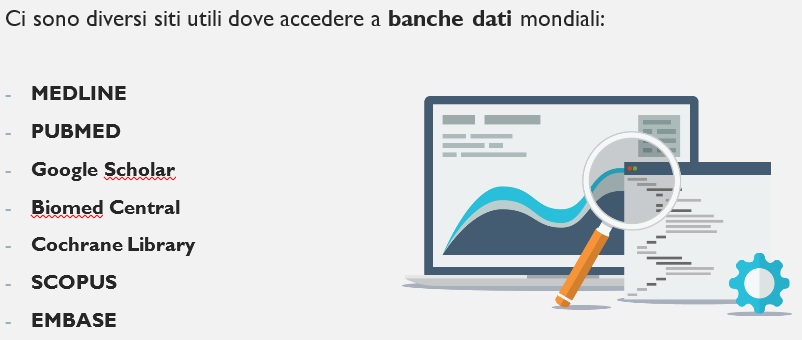 Ci sono diversi siti utili dove accedere a banche dati mondiali:
- MEDLINE
- PUBMED
- Google Scholar
- Biomed Central
- Cochrane Library
- SCOPUS
- EMBASE